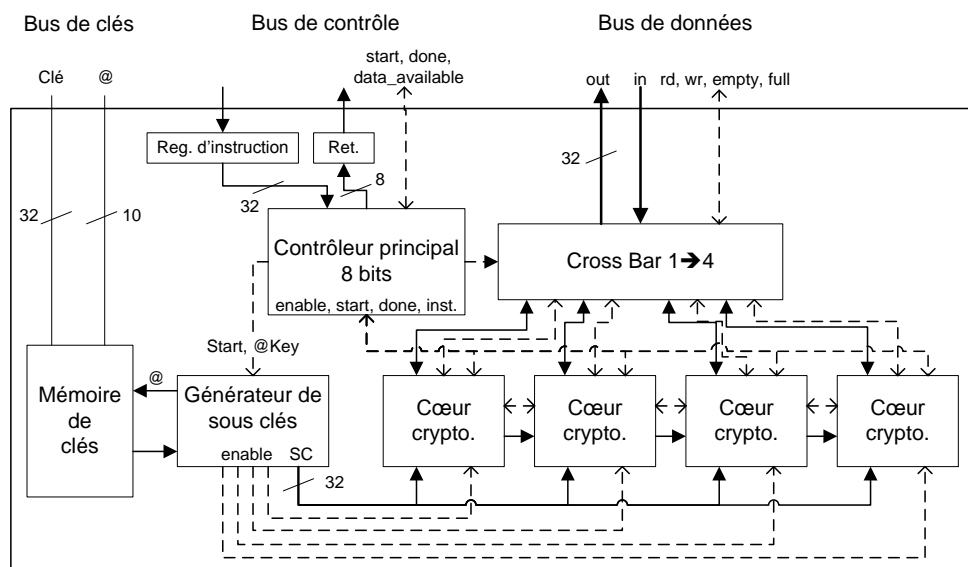 Bus de clés
Bus de contrôle
Bus de données
Clé
@
start, done,
data_available
out
in
rd, wr, empty, full
Reg. d'instruction
Ret.
32
10
32
8
32
Contrôleur principal
8 bits
enable, start, done, inst.
Cross Bar 1➔4
Start, @Key
@
Mémoire
de
clés
Générateur de
sous clés
enable
SC
32
Cœur
crypto.
Cœur
crypto.
Cœur
crypto.
Cœur
crypto.